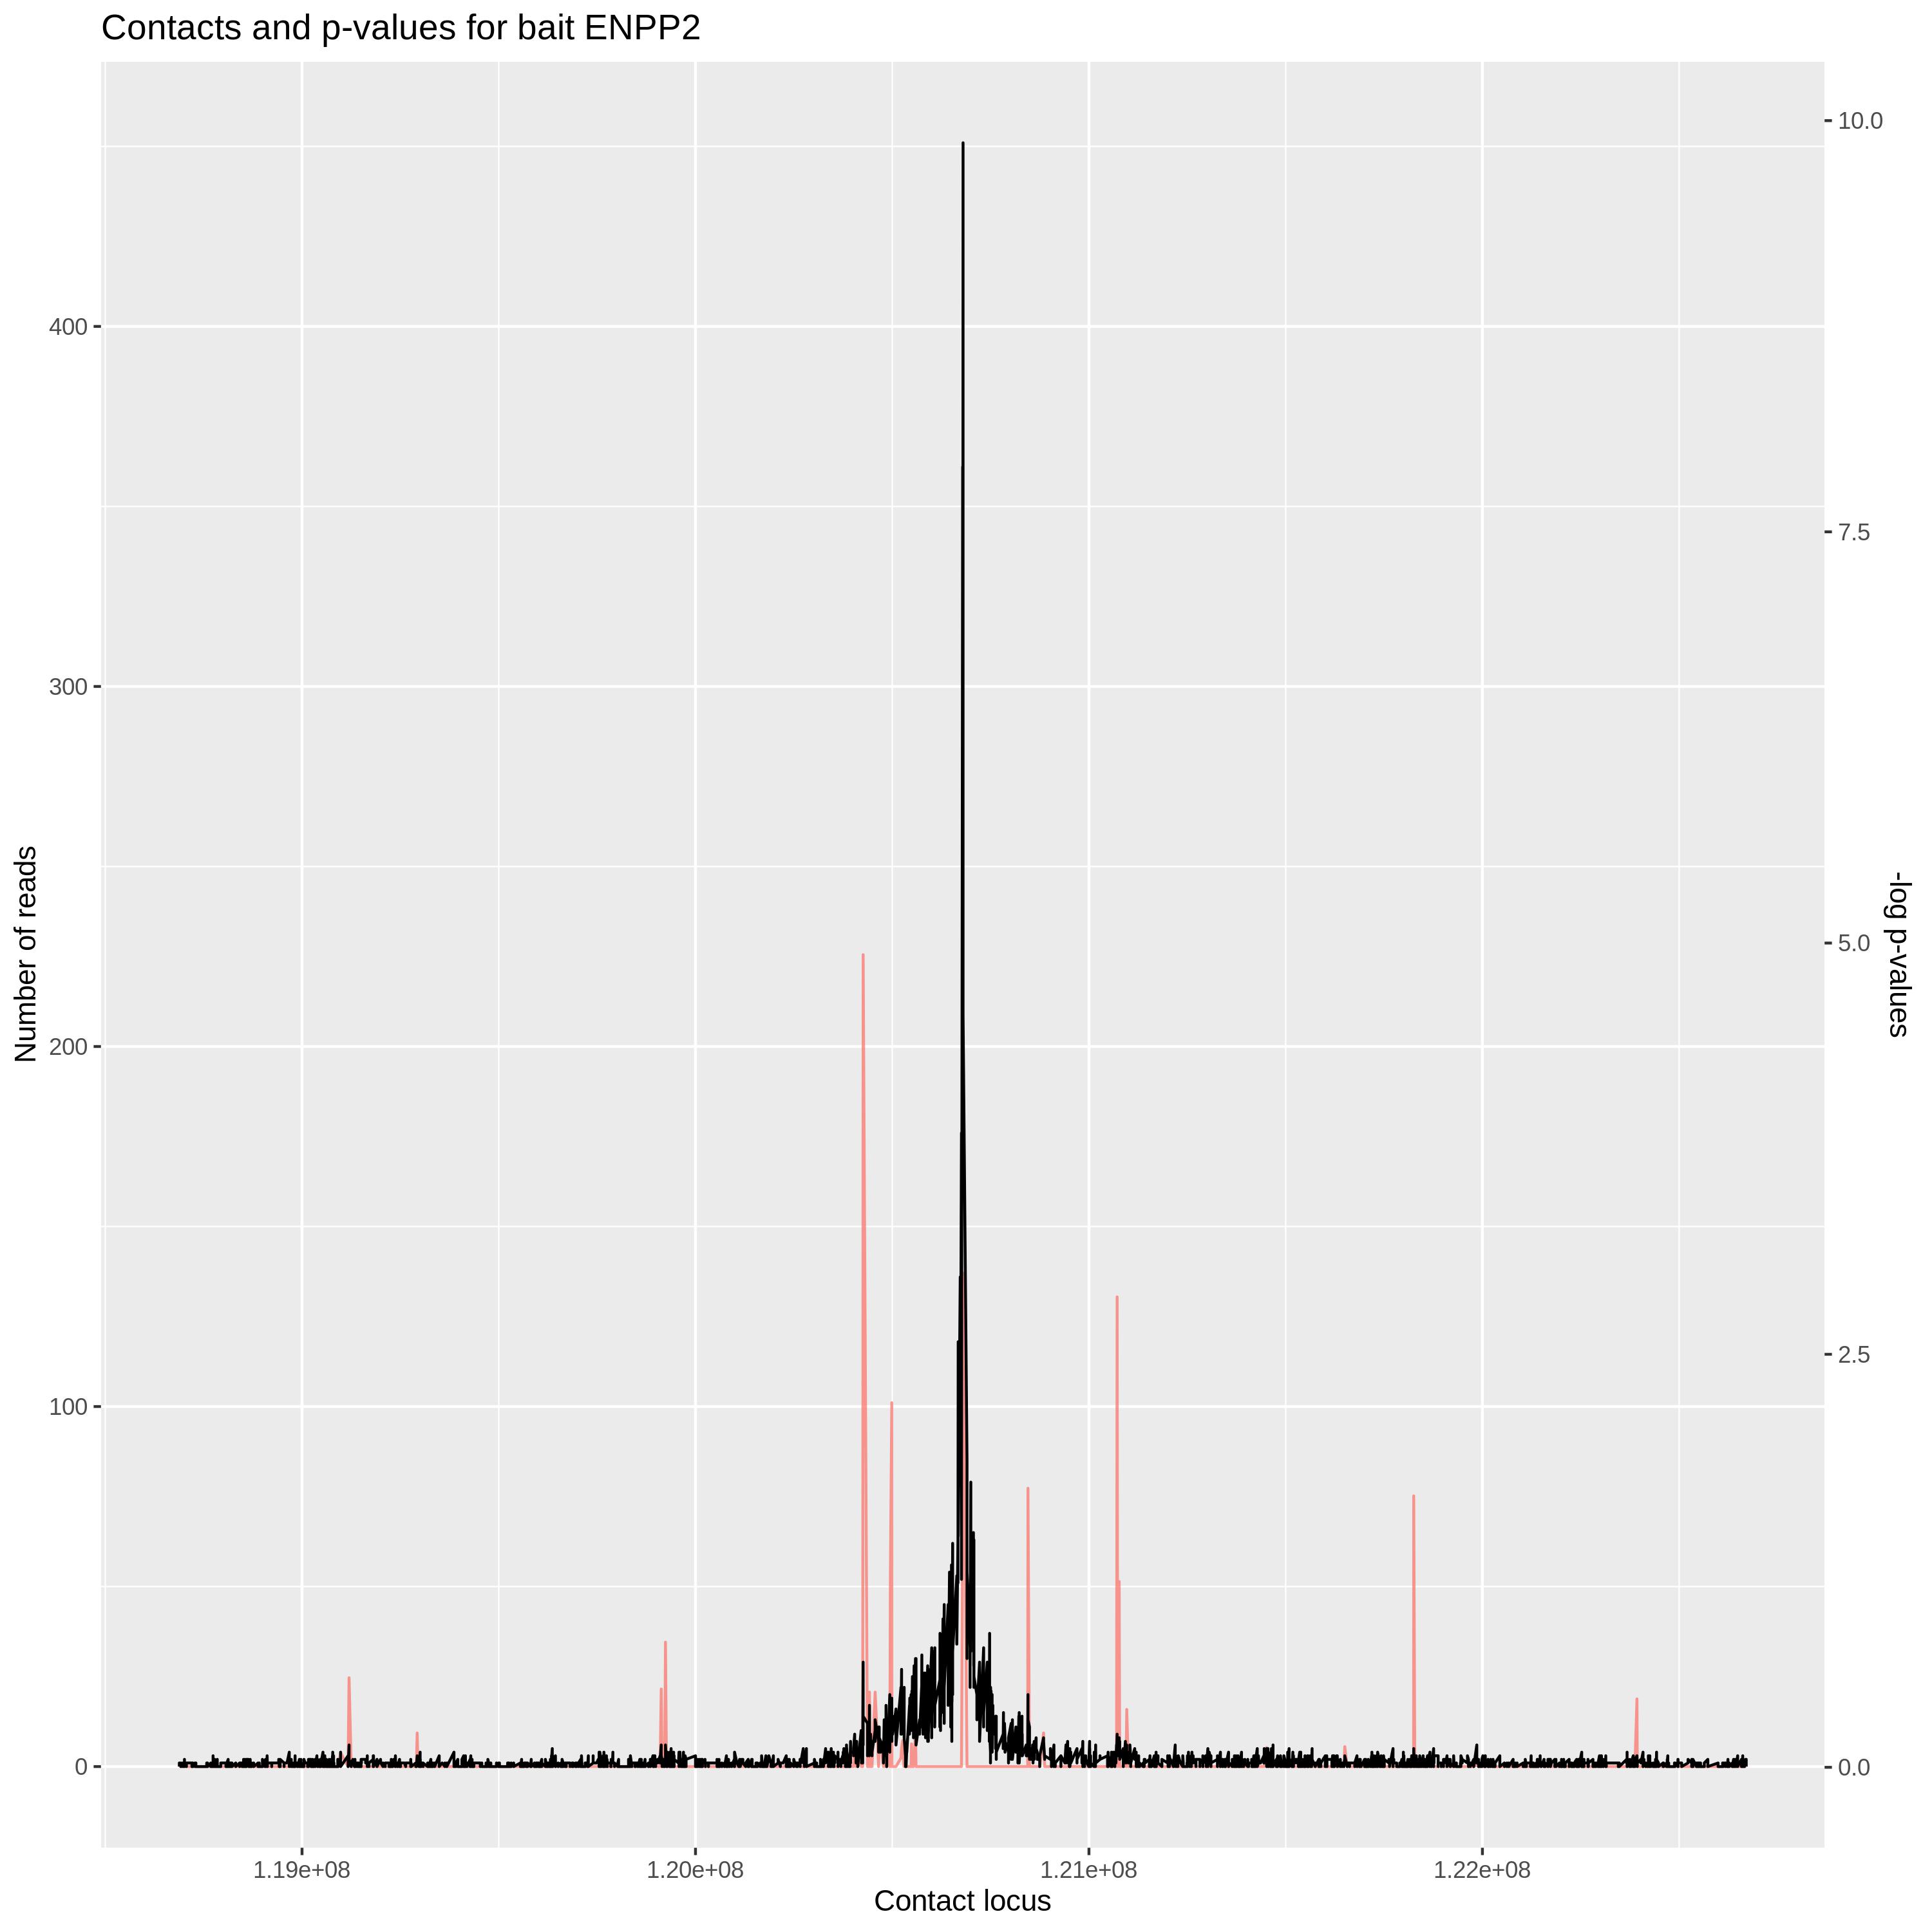 Contacts and p-values for bait ENPP2
Number of reads
400
300
200
100
0
10.0
7.5
5.0
2.5
0.0
-log p-values
1.19e+08
1.20e+08
1.21e+08
1.22e+08
Contact locus